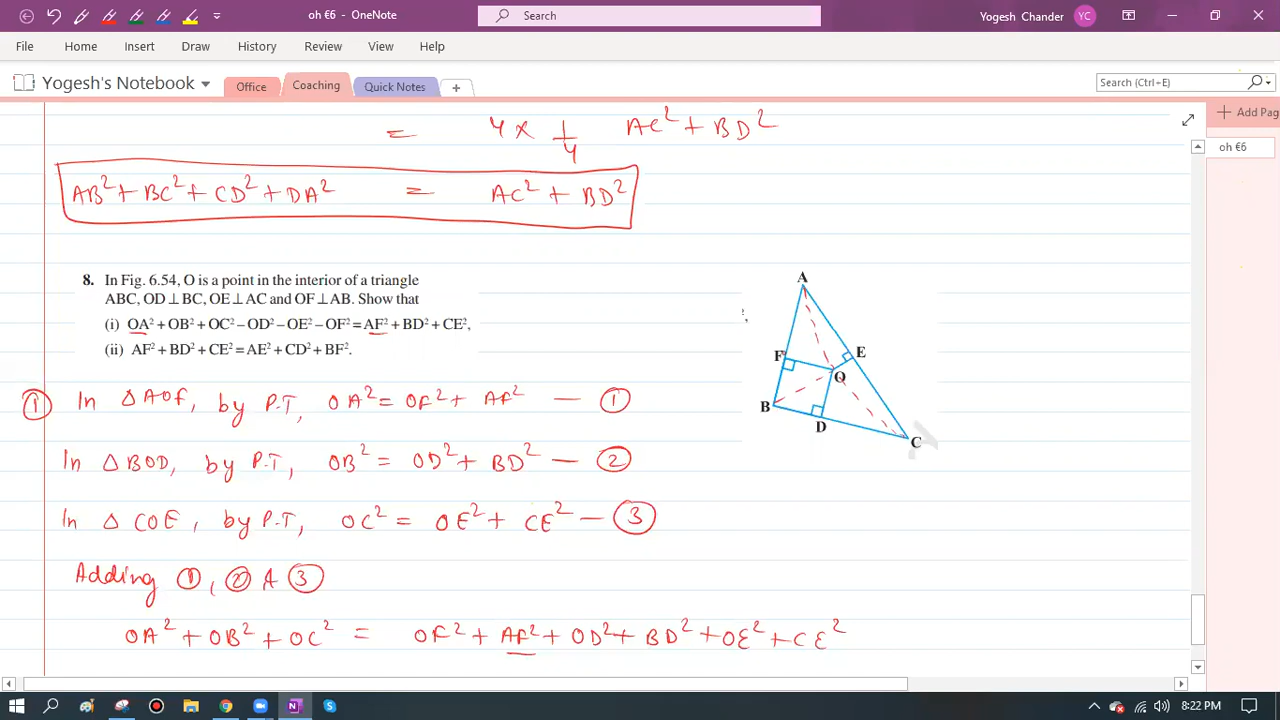 oh €6 - OneNote
Search
Yogesh Chander
YC
File Home Insert Draw History Review View Help
Yogesh's Notebook
Office Coaching Quick Notes +
Search (Ctrl+E)
Add Pag
oh €6
= 4 × 1/4 AC² + BD²
AB² + BC² + CD² + DA² = AC² + BD²
8. In Fig. 6.54, O is a point in the interior of a triangle
ABC, OD ⊥ BC, OE ⊥ AC and OF ⊥ AB. Show that
(i) OA² + OB² + OC² – OD² – OE² – OF² = AF² + BD² + CE²,
(ii) AF² + BD² + CE² = AE² + CD² + BF².
A
F
E
O
B
D
C
① In △AOF, by P.T, OA² = OF² + AF² — ①
In △BOD, by P.T, OB² = OD² + BD² — ②
In △ COE, by P.T, OC² = OE² + CE² — ③
Adding ①, ② & ③
OA² + OB² + OC² = OF² + AF² + OD² + BD² + OE² + CE²
8:22 PM